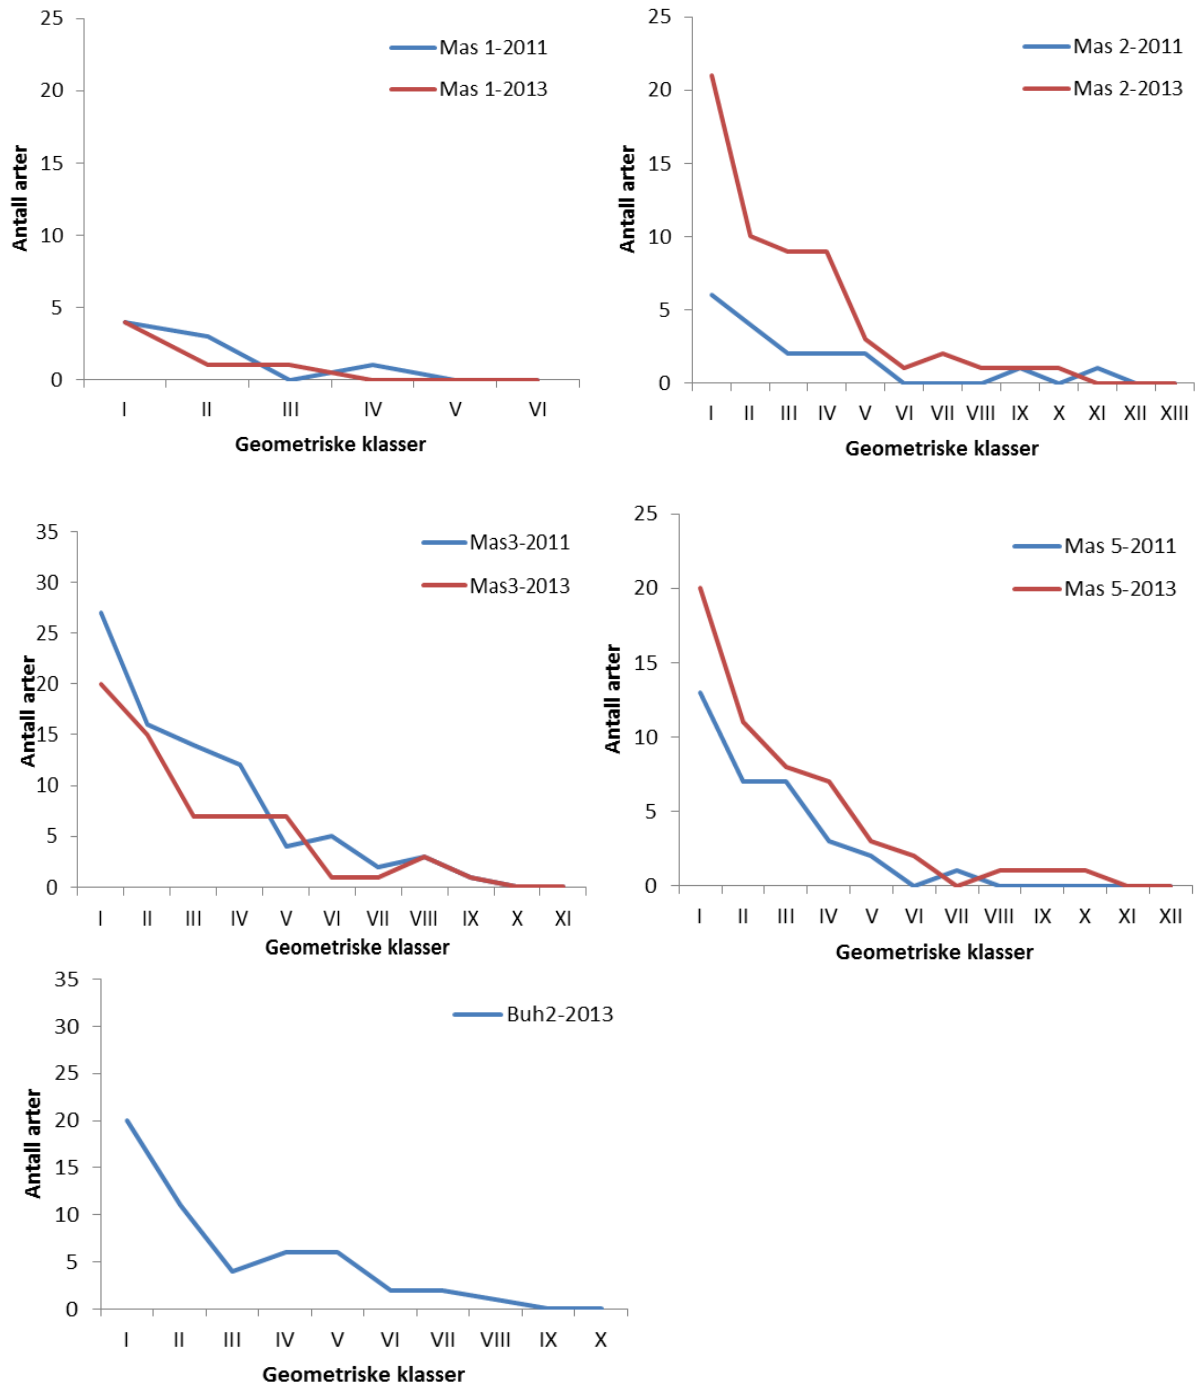 25
20
15
10
5
0
Antall arter
Mas 1-2011
Mas 1-2013
I II III IV V VI
Geometriske klasser
25
20
15
10
5
0
Antall arter
Mas 2-2011
Mas 2-2013
I II III IV V VI VII VIII IX X XI XII XIII
Geometriske klasser
35
30
25
20
15
10
5
0
Antall arter
Mas3-2011
Mas3-2013
I II III IV V VI VII VIII IX X XI
Geometriske klasser
25
20
15
10
5
0
Antall arter
Mas 5-2011
Mas 5-2013
I II III IV V VI VII VIII IX X XI XII
Geometriske klasser
35
30
25
20
15
10
5
0
Antall arter
Buh2-2013
I II III IV V VI VII VIII IX X
Geometriske klasser